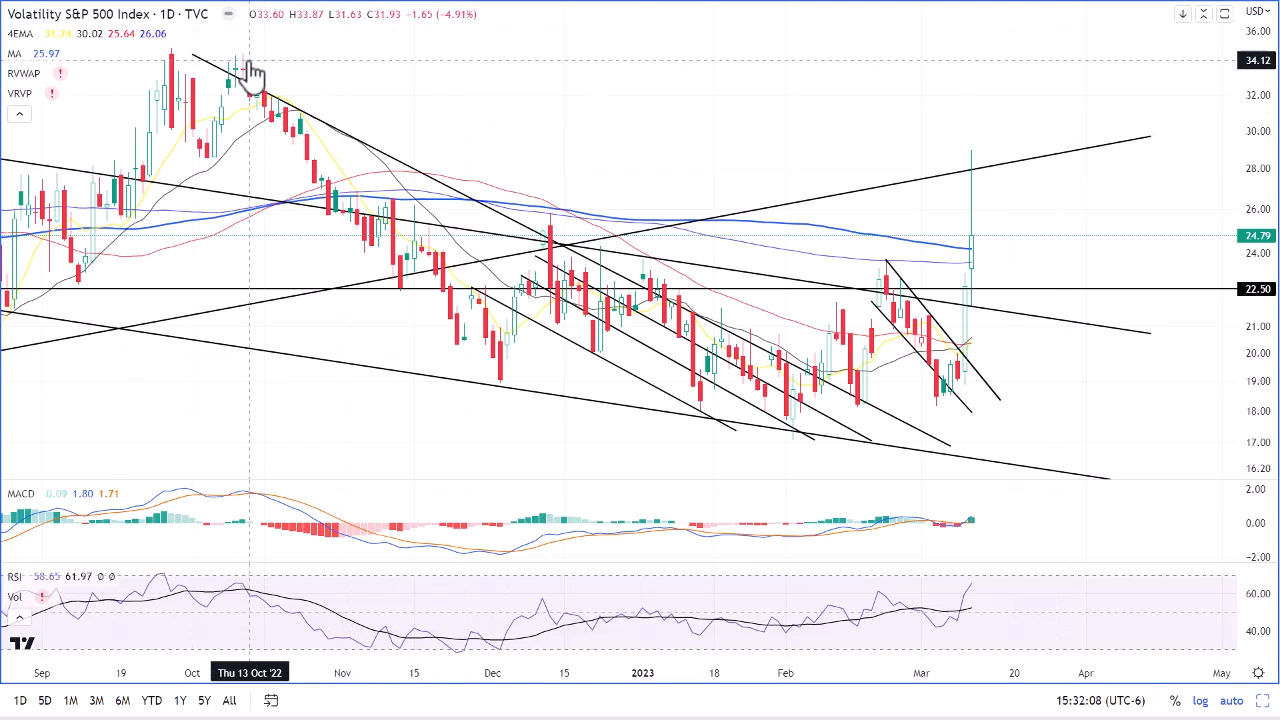 Volatility S&P 500 Index · 1D · TVC O33.60 H33.87 L31.63 C31.93 −1.65 (−4.91%) USD
4EMA 31.24 30.02 25.64 26.06
MA 25.97
RVWAP !
VRVP !
36.00
34.12
32.00
30.00
28.00
26.00
24.79
24.00
22.50
21.00
20.00
19.00
18.00
17.00
16.20
MACD 0.09 1.80 1.71
2.00
0.00
−2.00
RSI 58.65 61.97 Ø Ø
Vol !
60.00
40.00
Sep 19 Oct Thu 13 Oct '22 Nov 15 Dec 15 2023 18 Feb Mar 20 Apr May
1D 5D 1M 3M 6M YTD 1Y 5Y All 15:32:08 (UTC-6) % log auto